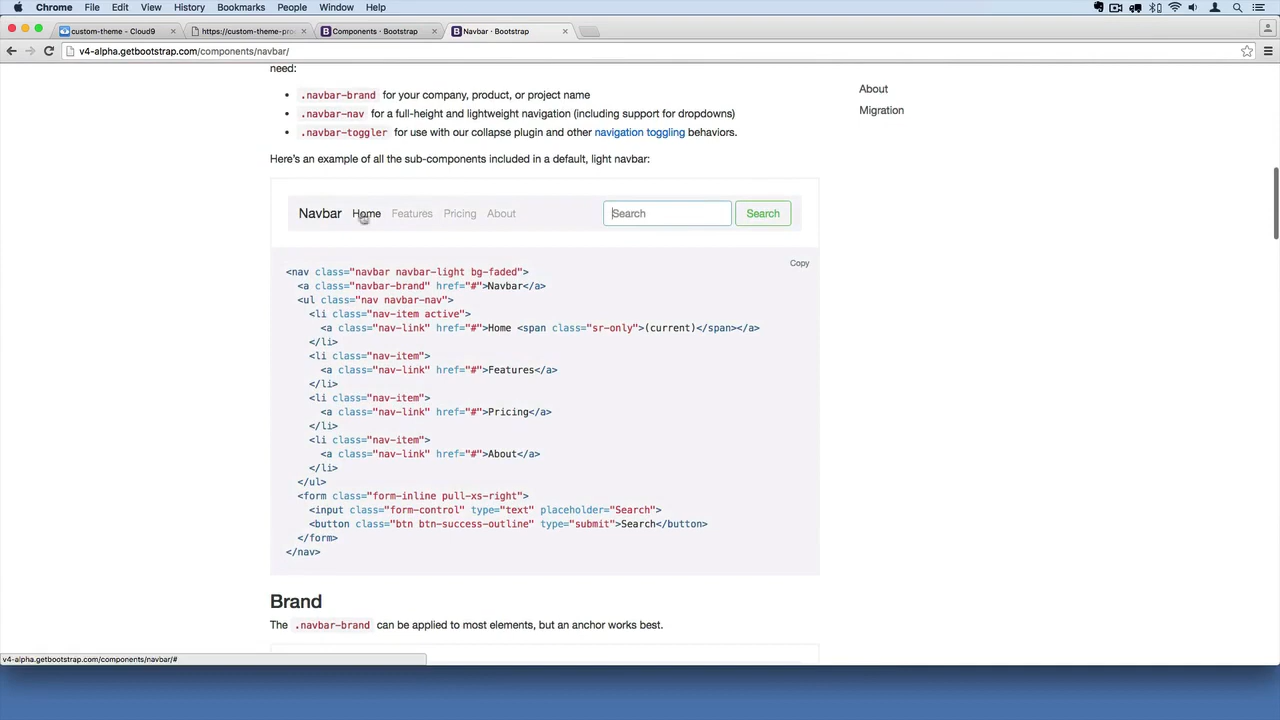 Chrome File Edit View History Bookmarks People Window Help
custom-theme - Cloud9 https://custom-theme-pro Components · Bootstrap Navbar · Bootstrap
v4-alpha.getbootstrap.com/components/navbar/
need:
.navbar-brand for your company, product, or project name
.navbar-nav for a full-height and lightweight navigation (including support for dropdowns)
.navbar-toggler for use with our collapse plugin and other navigation toggling behaviors.
Here's an example of all the sub-components included in a default, light navbar:
About
Migration
Navbar Home Features Pricing About Search Search
Copy
<nav class="navbar navbar-light bg-faded">
<a class="navbar-brand" href="#">Navbar</a>
<ul class="nav navbar-nav">
<li class="nav-item active">
<a class="nav-link" href="#">Home <span class="sr-only">(current)</span></a>
</li>
<li class="nav-item">
<a class="nav-link" href="#">Features</a>
</li>
<li class="nav-item">
<a class="nav-link" href="#">Pricing</a>
</li>
<li class="nav-item">
<a class="nav-link" href="#">About</a>
</li>
</ul>
<form class="form-inline pull-xs-right">
<input class="form-control" type="text" placeholder="Search">
<button class="btn btn-success-outline" type="submit">Search</button>
</form>
</nav>
Brand
The .navbar-brand can be applied to most elements, but an anchor works best.
v4-alpha.getbootstrap.com/components/navbar/#